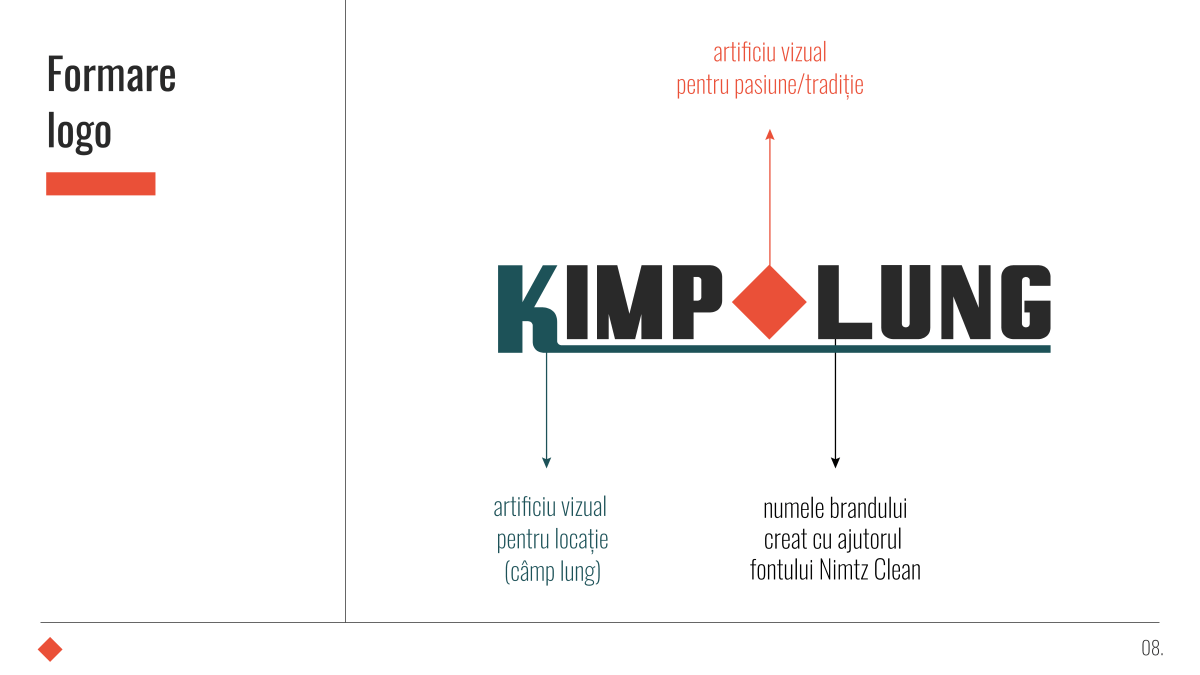 Formare
logo
artificiu vizual
pentru pasiune/tradiție
KIMP LUNG
artificiu vizual
pentru locație
(câmp lung)
numele brandului
creat cu ajutorul
fontului Nimtz Clean
08.